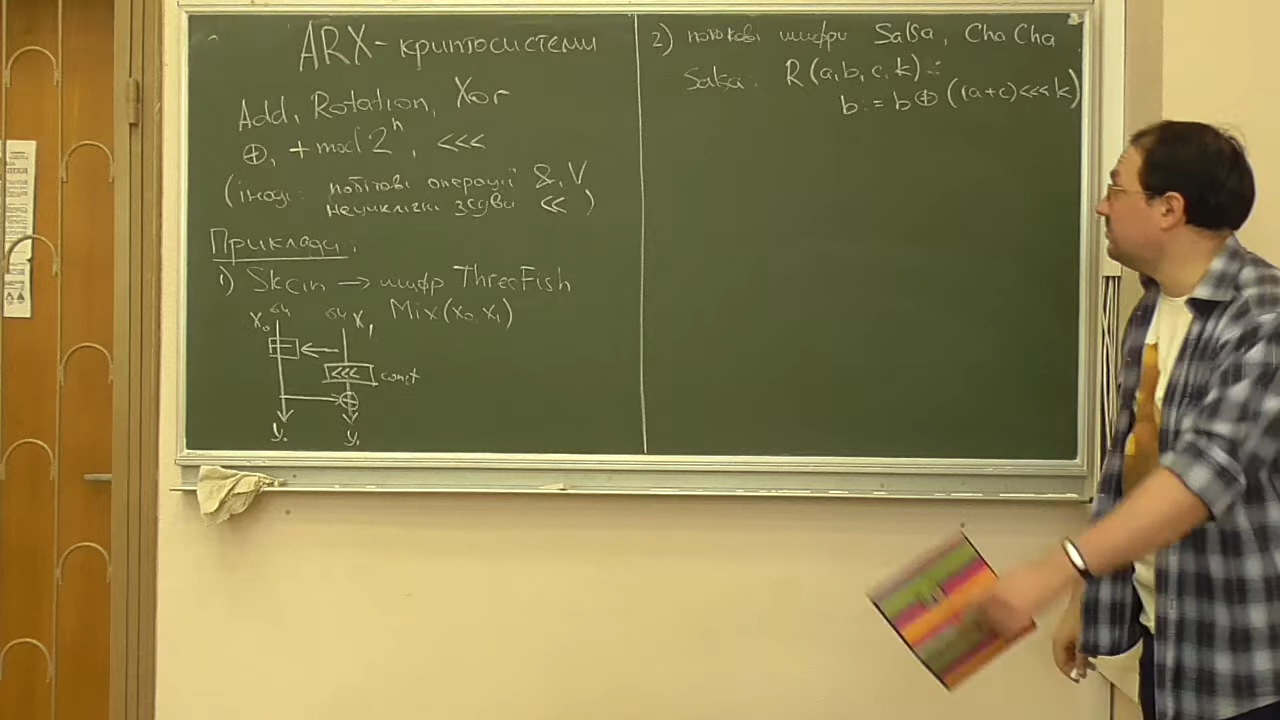 ARX-криптосистеми
Add, Rotation, Xor
⊕, + mod 2^n, <<<
(іноді: побітові операції &, V
нециклічні зсуви << )
Приклади:
1) Skein → шифр ThreeFish
x₀ 64 64 x₁ Mix(x₀, x₁)
<<< const
y₀ y₁
2) потокові шифри Salsa, ChaCha
Salsa: R(a, b, c, k) :=
b := b ⊕ ((a+c) <<< k)